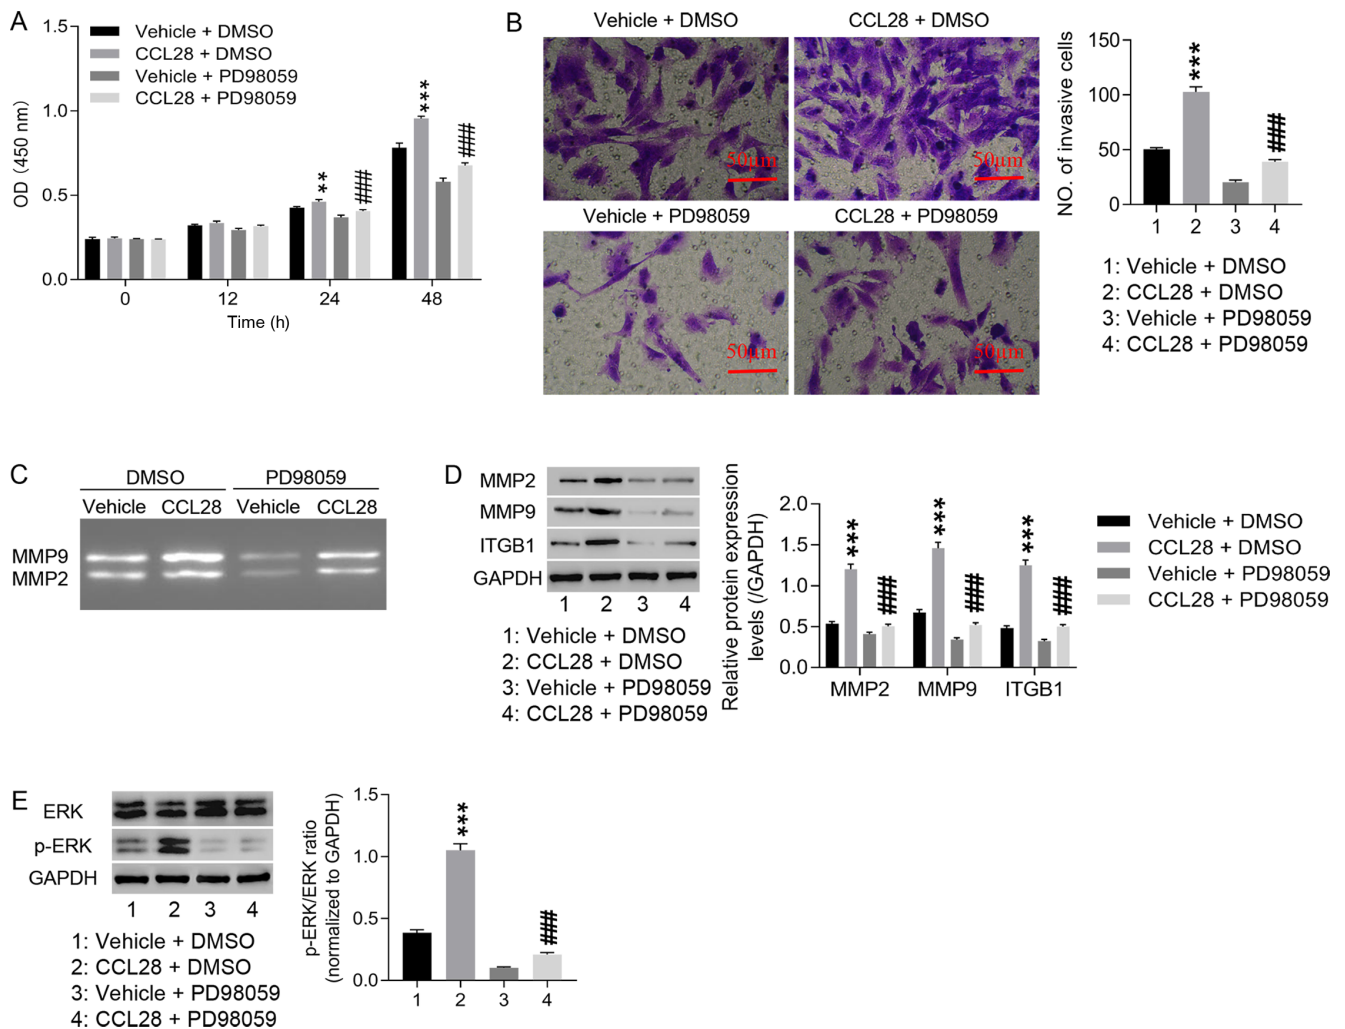 A
1.5
1.0
0.5
0.0
OD (450 nm)
Vehicle + DMSO
CCL28 + DMSO
Vehicle + PD98059
CCL28 + PD98059
**
###
***
###
0
12
24
48
Time (h)
B
Vehicle + DMSO
CCL28 + DMSO
50μm
50μm
Vehicle + PD98059
CCL28 + PD98059
50μm
50μm
NO. of invasive cells
150
100
50
0
***
###
1
2
3
4
1: Vehicle + DMSO
2: CCL28 + DMSO
3: Vehicle + PD98059
4: CCL28 + PD98059
C
DMSO
PD98059
Vehicle
CCL28
Vehicle
CCL28
MMP9
MMP2
D
MMP2
MMP9
ITGB1
GAPDH
1
2
3
4
1: Vehicle + DMSO
2: CCL28 + DMSO
3: Vehicle + PD98059
4: CCL28 + PD98059
Relative protein expression
levels (/GAPDH)
2.0
1.5
1.0
0.5
0.0
***
###
***
###
***
###
MMP2
MMP9
ITGB1
Vehicle + DMSO
CCL28 + DMSO
Vehicle + PD98059
CCL28 + PD98059
E
ERK
p-ERK
GAPDH
1
2
3
4
1: Vehicle + DMSO
2: CCL28 + DMSO
3: Vehicle + PD98059
4: CCL28 + PD98059
p-ERK/ERK ratio
(normalized to GAPDH)
1.5
1.0
0.5
0.0
***
###
1
2
3
4